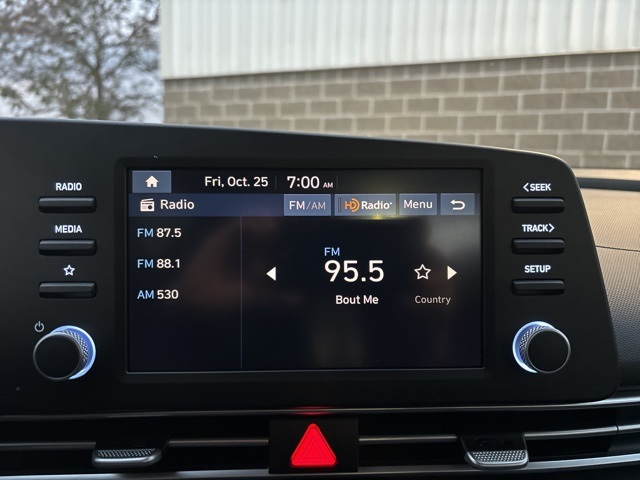 Fri, Oct. 25 7:00 AM
Radio FM/AM HD Radio Menu
FM 87.5
FM 88.1
AM 530
FM
95.5
Bout Me
Country
RADIO
MEDIA
< SEEK
TRACK >
SETUP